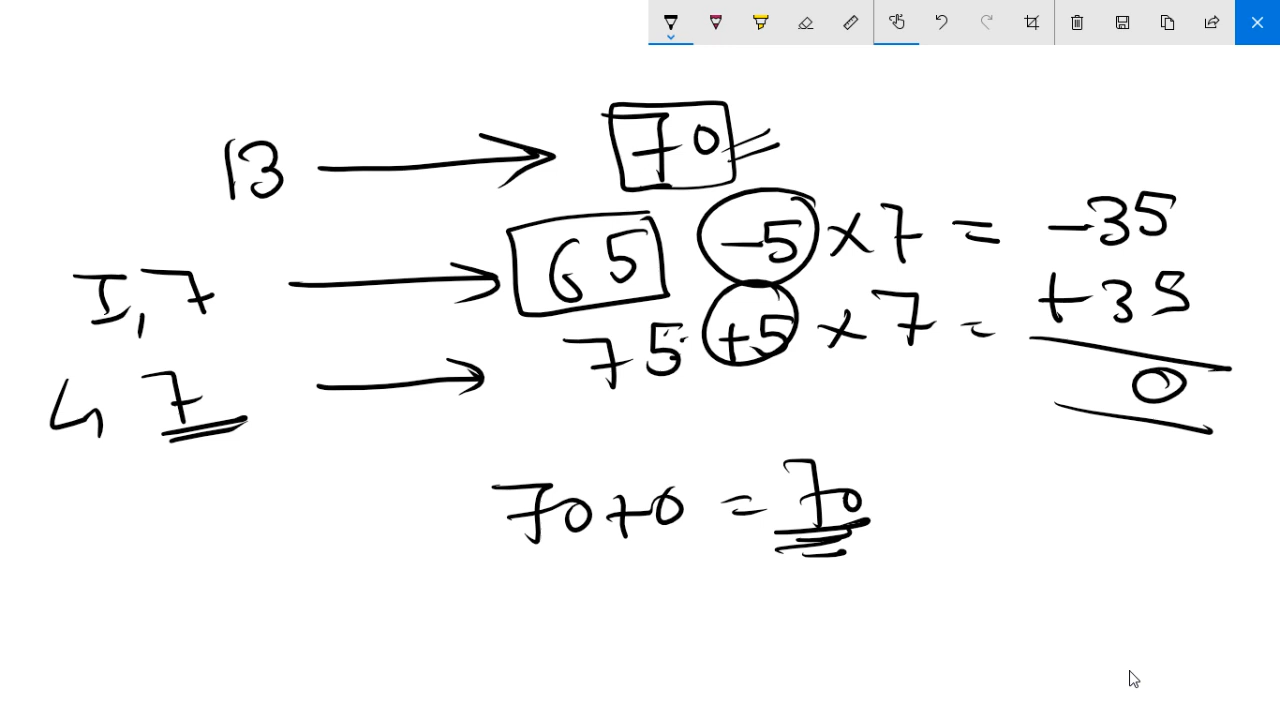 13 → 70
I, 7 → 65 -5 × 7 = -35
4 7 → 75 +5 × 7 = +35
0
70+0 = 70